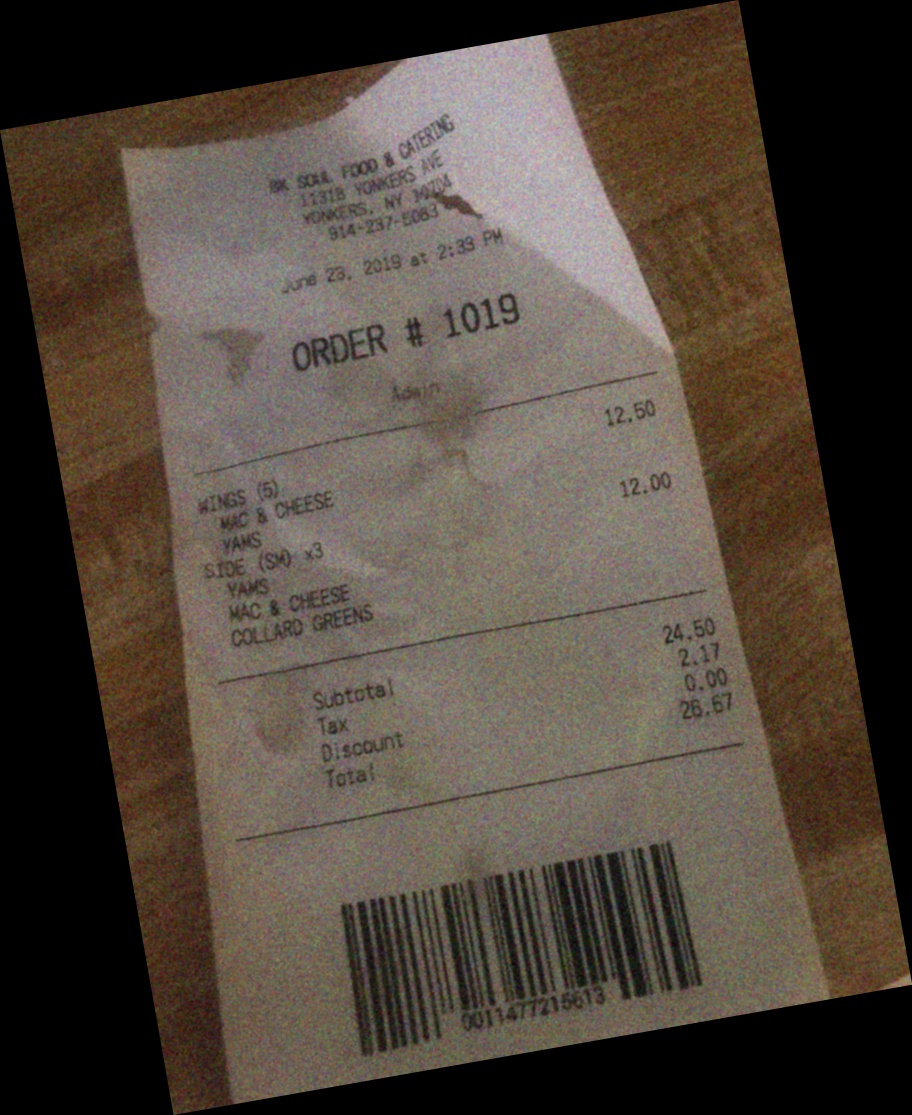 BK SOUL FOOD & CATERING
1131B YONKERS AVE
YONKERS, NY 10704
914-237-5083
June 23, 2019 at 2:33 PM
ORDER # 1019
Admin
WINGS (5) 12.50
MAC & CHEESE
YAMS
SIDE (SM) x3 12.00
YAMS
MAC & CHEESE
COLLARD GREENS
Subtotal 24.50
Tax 2.17
Discount 0.00
Total 26.67